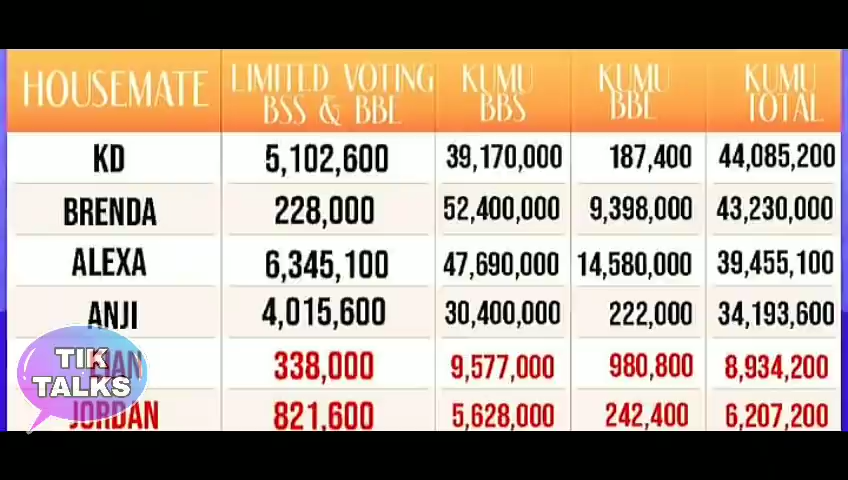 HOUSEMATE LIMITED VOTING BSS & BBE KUMU BBS KUMU BBE KUMU TOTAL
KD 5,102,600 39,170,000 187,400 44,085,200
BRENDA 228,000 52,400,000 9,398,000 43,230,000
ALEXA 6,345,100 47,690,000 14,580,000 39,455,100
ANJI 4,015,600 30,400,000 222,000 34,193,600
338,000 9,577,000 980,800 8,934,200
JORDAN 821,600 5,628,000 242,400 6,207,200
TIK
TALKS